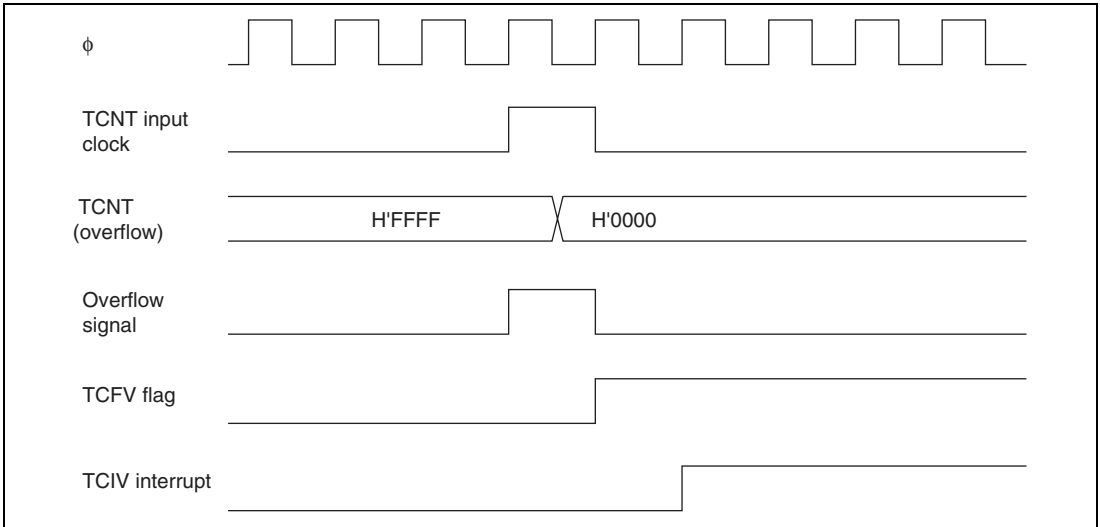 ϕ
TCNT input
clock
TCNT
(overflow)
H'FFFF
H'0000
Overflow
signal
TCFV flag
TCIV interrupt